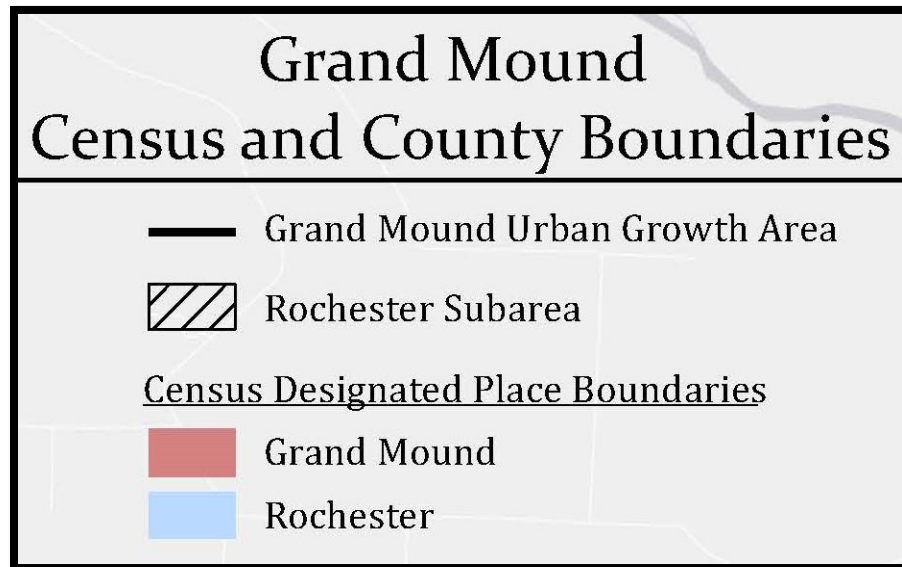 Grand Mound
Census and County Boundaries
Grand Mound Urban Growth Area
Rochester Subarea
Census Designated Place Boundaries
Grand Mound
Rochester